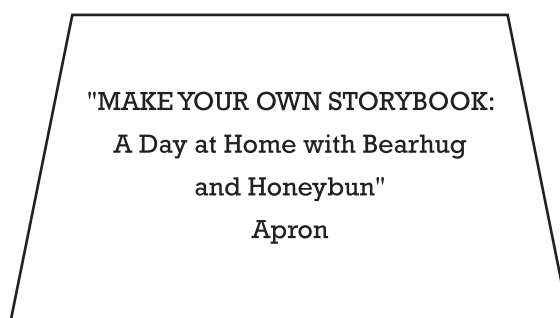 "MAKE YOUR OWN STORYBOOK:
A Day at Home with Bearhug
and Honeybun"
Apron